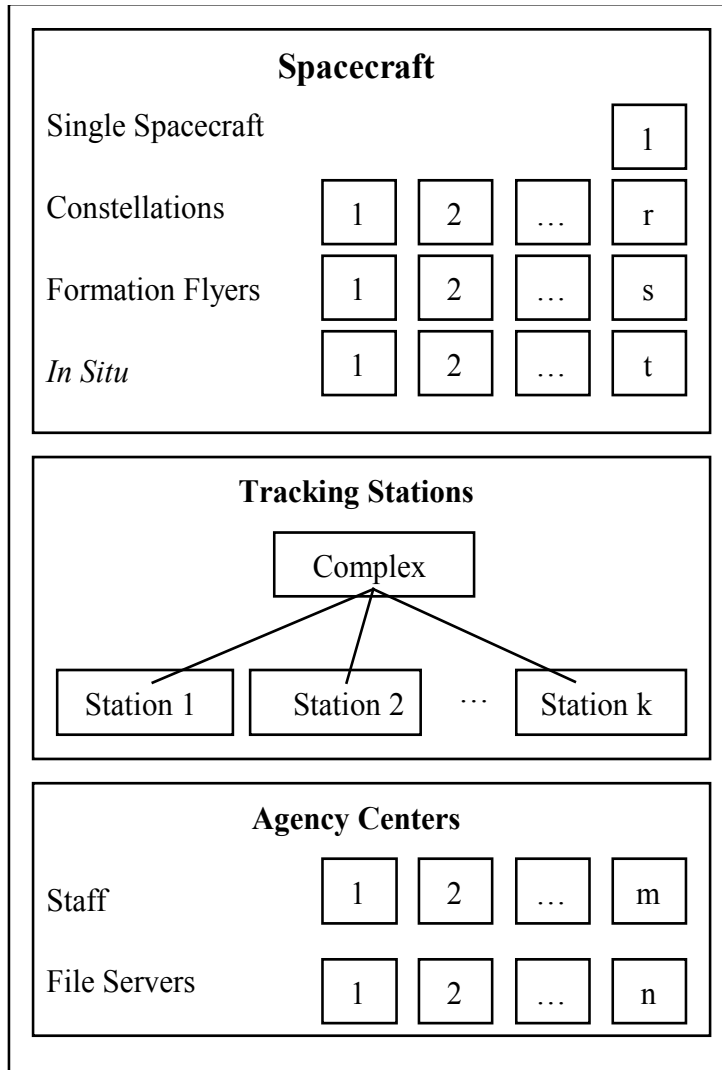 Spacecraft
Single Spacecraft 1
Constellations 1 2 … r
Formation Flyers 1 2 … s
In Situ 1 2 … t
Tracking Stations
Complex
Station 1 Station 2 … Station k
Agency Centers
Staff 1 2 … m
File Servers 1 2 … n